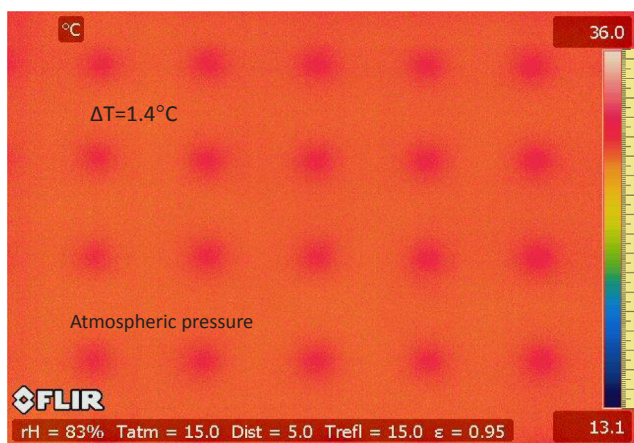 °C
36.0
ΔT=1.4°C
Atmospheric pressure
FLIR
rH = 83% Tatm = 15.0 Dist = 5.0 Trefl = 15.0 ε = 0.95
13.1